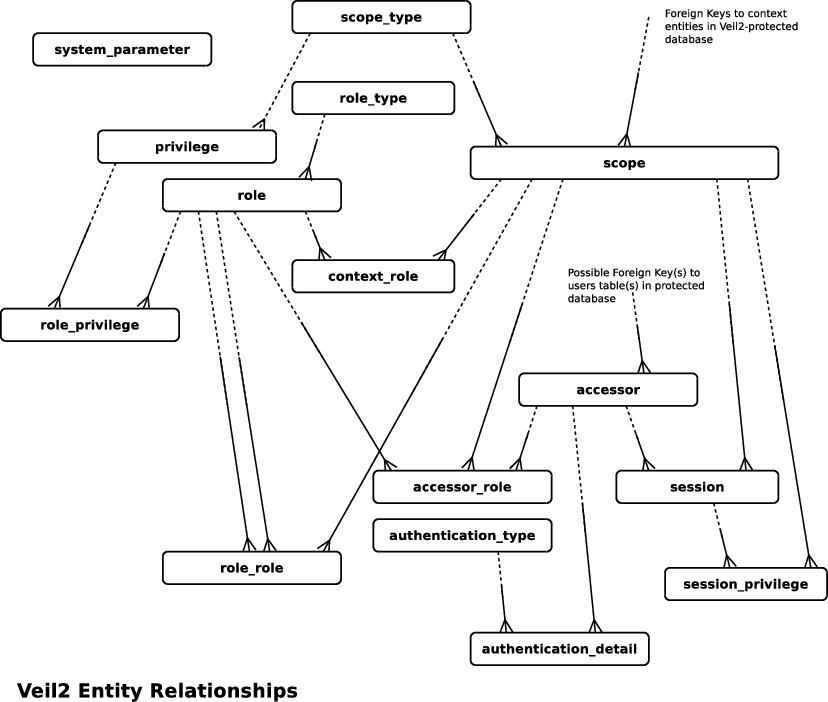 scope_type
Foreign Keys to context
entities in Veil2-protected
database
system_parameter
role_type
privilege
scope
role
context_role
Possible Foreign Key(s) to
users table(s) in protected
database
role_privilege
accessor
accessor_role
session
authentication_type
role_role
session_privilege
authentication_detail
Veil2 Entity Relationships